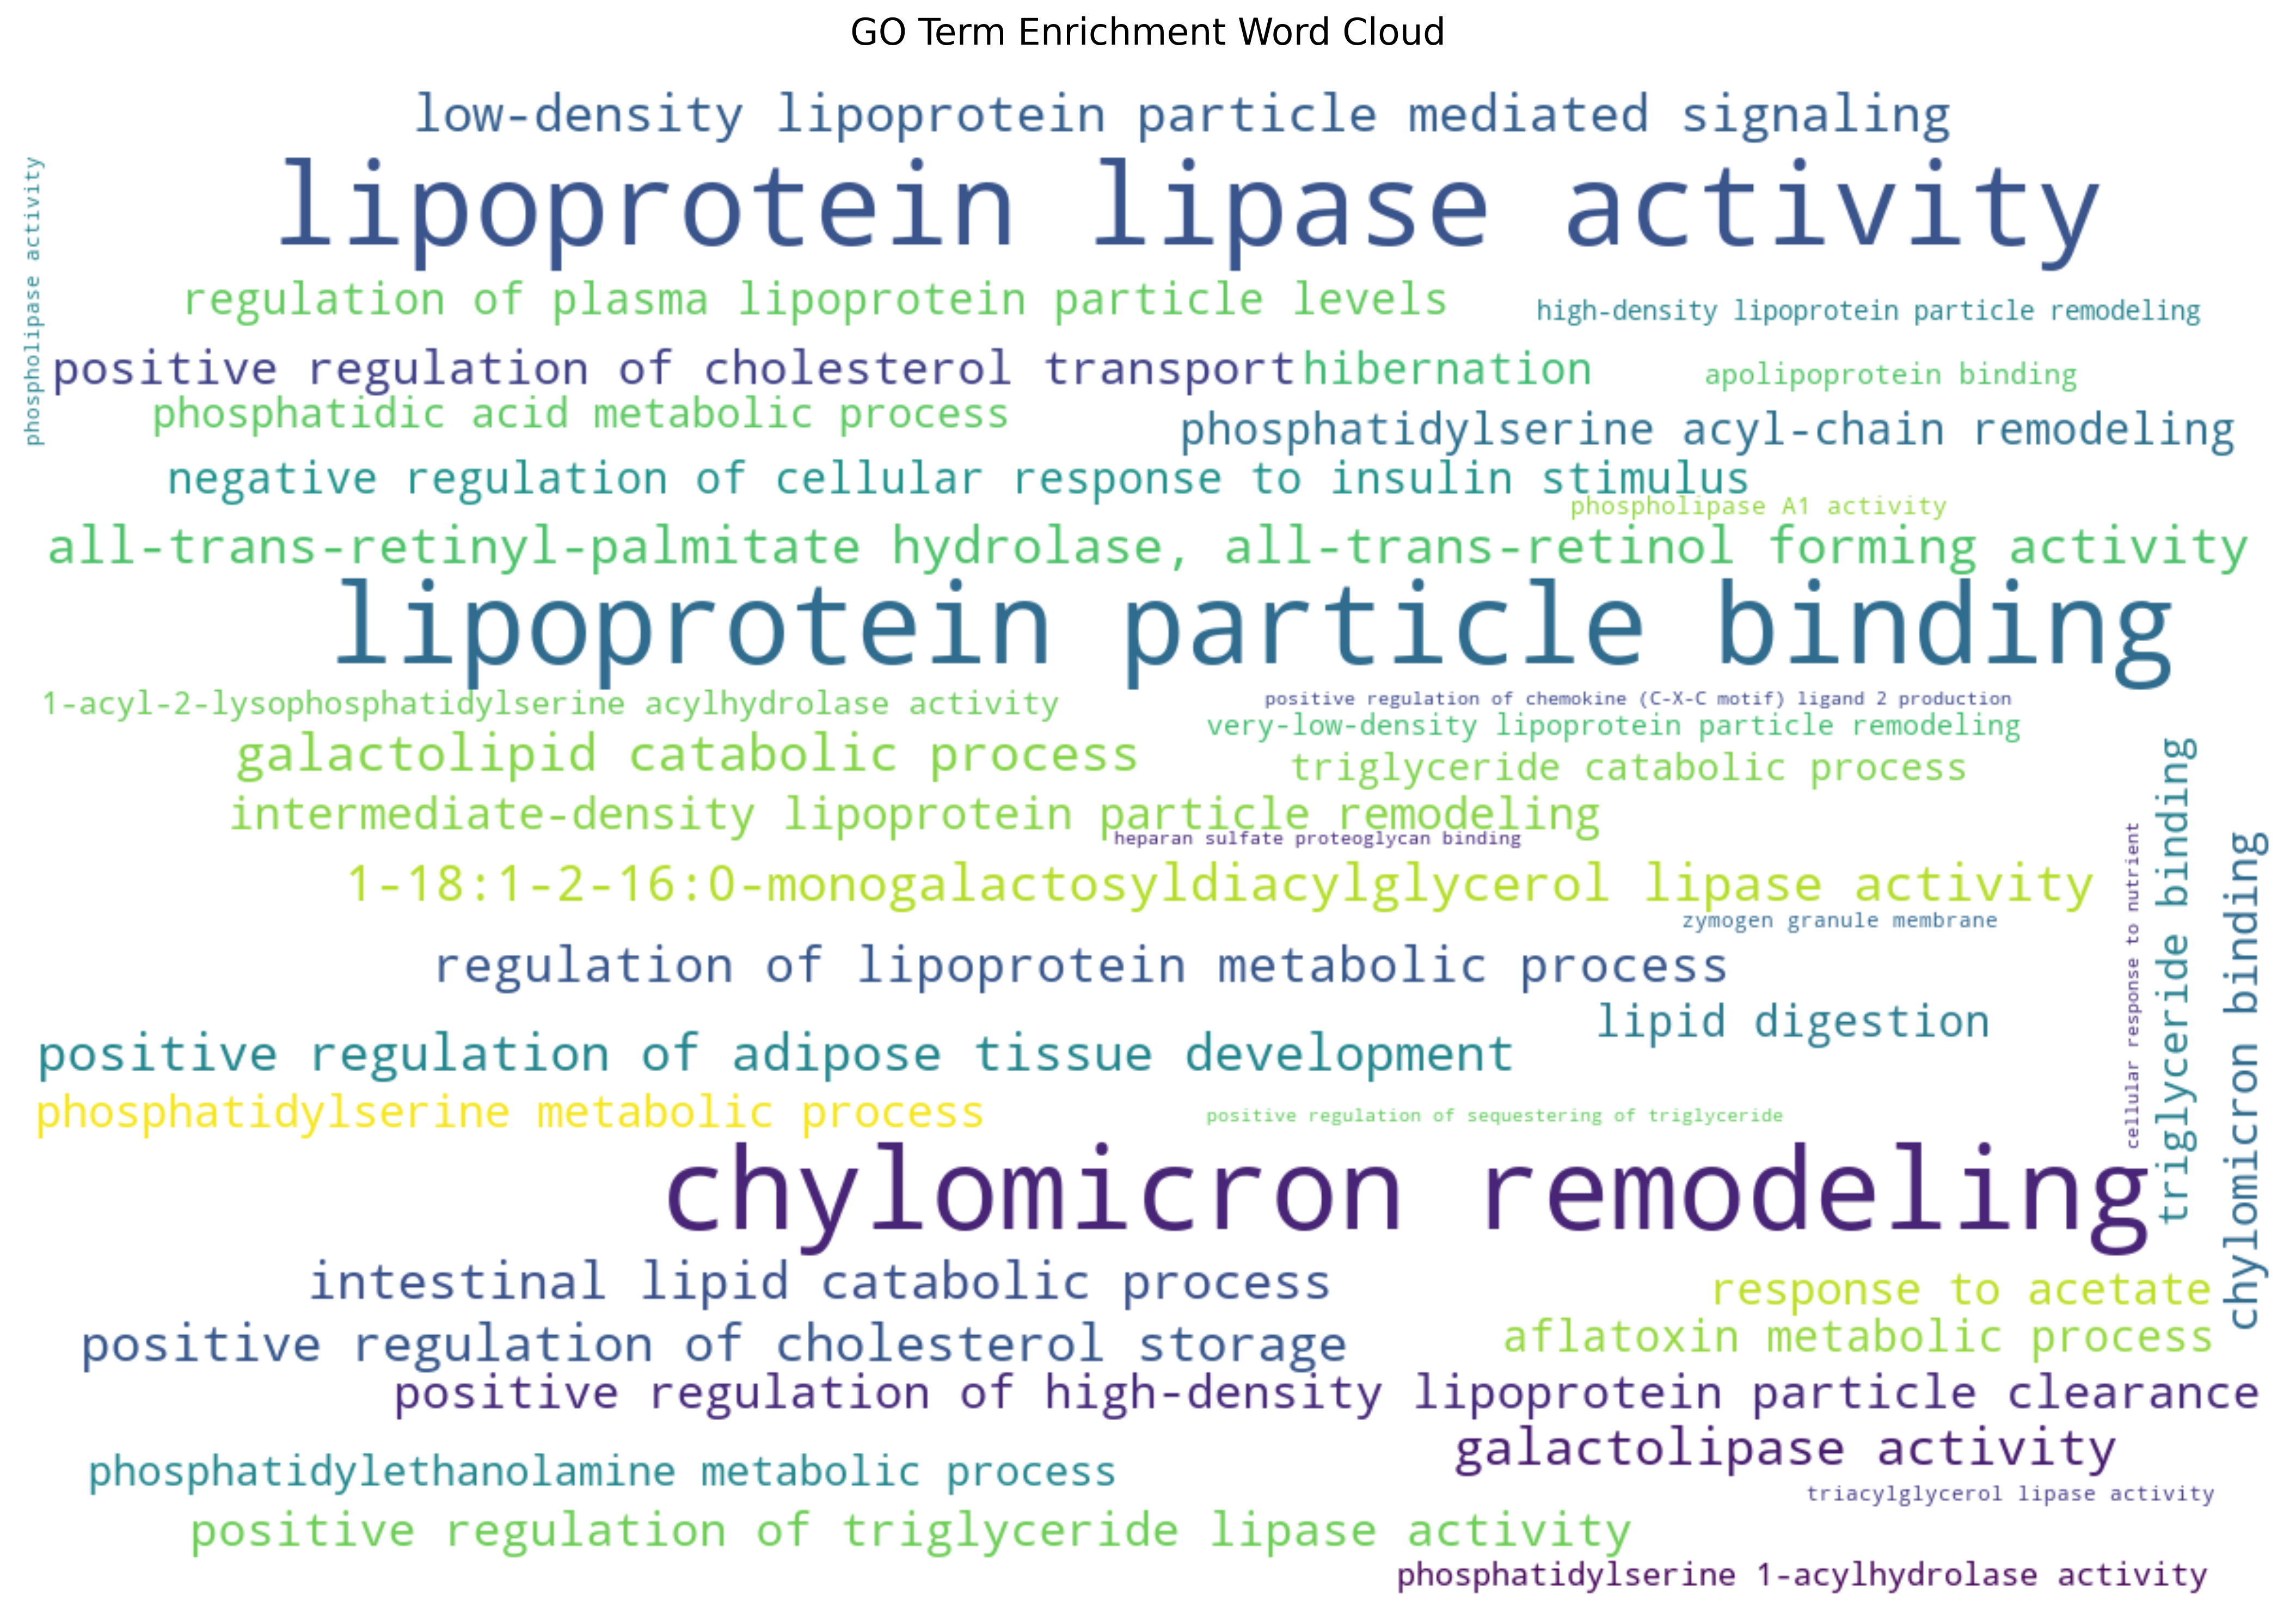 GO Term Enrichment Word Cloud
low-density lipoprotein particle mediated signaling
phospholipase activity
lipoprotein lipase activity
regulation of plasma lipoprotein particle levels
high-density lipoprotein particle remodeling
positive regulation of cholesterol transport
hibernation
apolipoprotein binding
phosphatidic acid metabolic process
phosphatidylserine acyl-chain remodeling
negative regulation of cellular response to insulin stimulus
phospholipase A1 activity
all-trans-retinyl-palmitate hydrolase, all-trans-retinol forming activity
lipoprotein particle binding
1-acyl-2-lysophosphatidylserine acylhydrolase activity
positive regulation of chemokine (C-X-C motif) ligand 2 production
very-low-density lipoprotein particle remodeling
galactolipid catabolic process
triglyceride catabolic process
intermediate-density lipoprotein particle remodeling
heparan sulfate proteoglycan binding
1-18:1-2-16:0-monogalactosyldiacylglycerol lipase activity
zymogen granule membrane
cellular response to nutrient
triglyceride binding
chylomicron binding
regulation of lipoprotein metabolic process
lipid digestion
positive regulation of adipose tissue development
phosphatidylserine metabolic process
positive regulation of sequestering of triglyceride
chylomicron remodeling
intestinal lipid catabolic process
response to acetate
positive regulation of cholesterol storage
aflatoxin metabolic process
positive regulation of high-density lipoprotein particle clearance
galactolipase activity
phosphatidylethanolamine metabolic process
triacylglycerol lipase activity
positive regulation of triglyceride lipase activity
phosphatidylserine 1-acylhydrolase activity